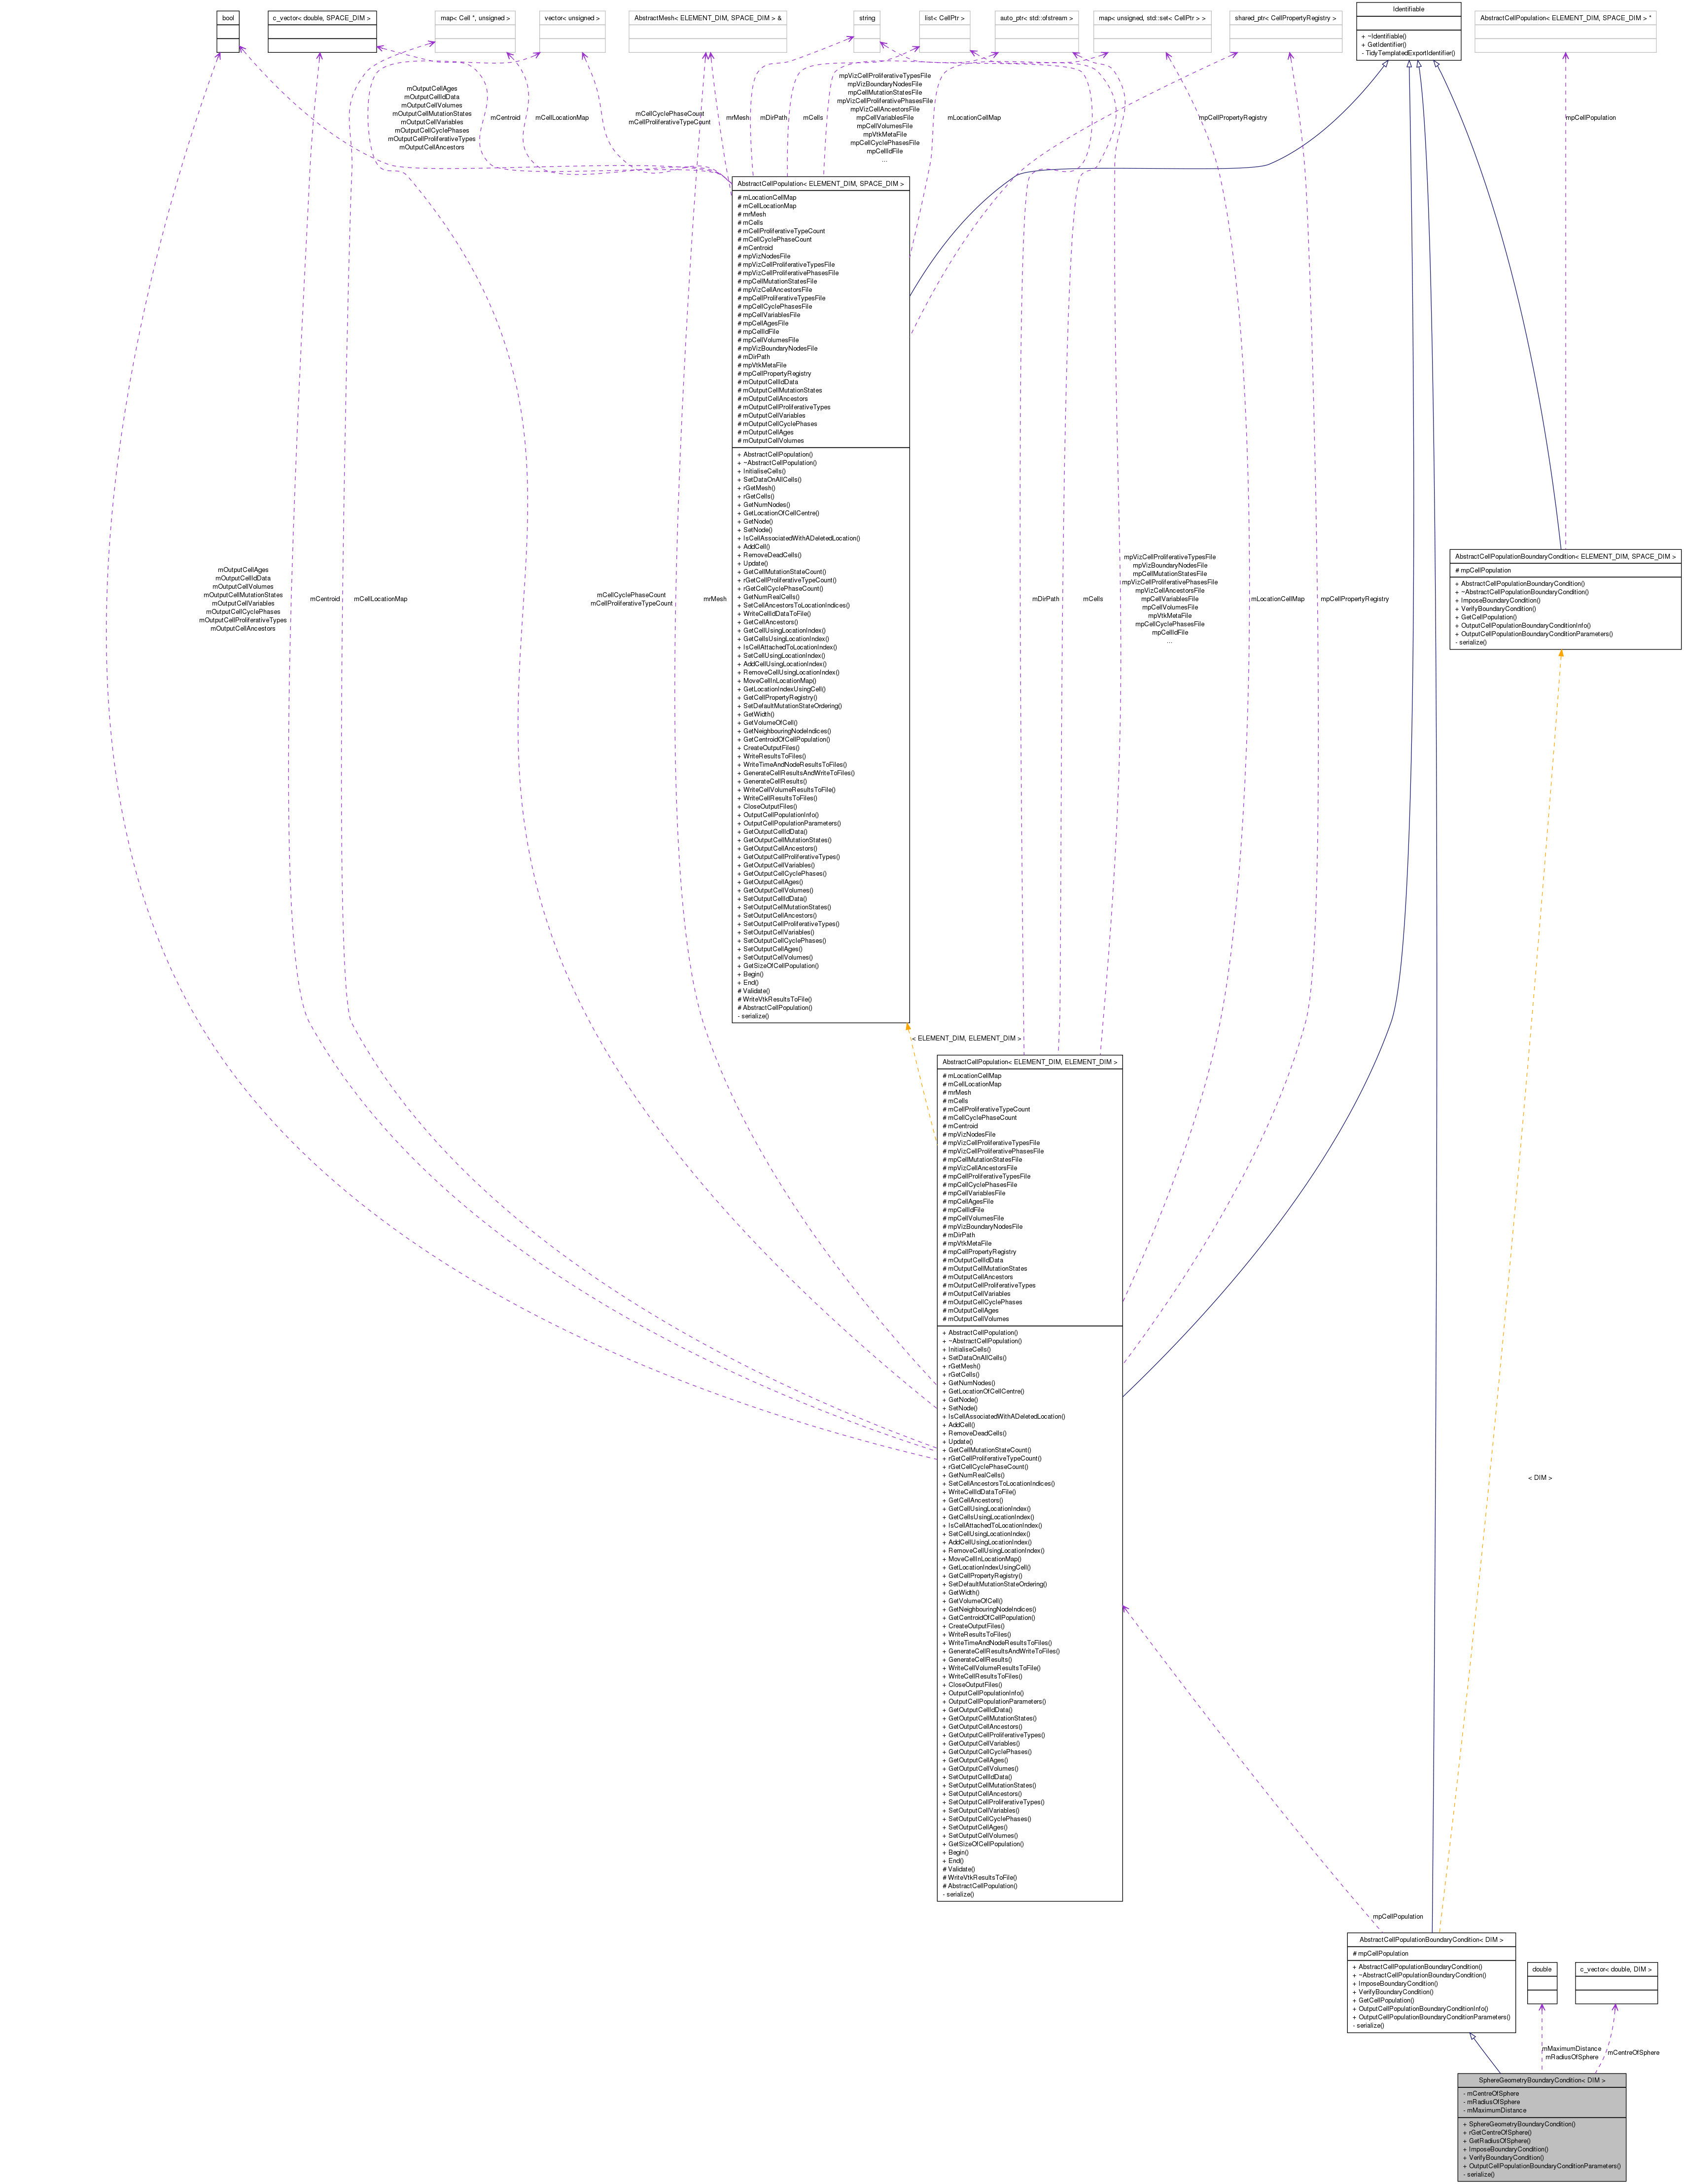 bool
c_vector< double, SPACE_DIM >
map< Cell *, unsigned >
vector< unsigned >
AbstractMesh< ELEMENT_DIM, SPACE_DIM > &
string
list< CellPtr >
auto_ptr< std::ofstream >
map< unsigned, std::set< CellPtr > >
shared_ptr< CellPropertyRegistry >
Identifiable
+ ~Identifiable()
+ GetIdentifier()
- TidyTemplatedExportIdentifier()
AbstractCellPopulation< ELEMENT_DIM, SPACE_DIM > *
mOutputCellAges
mOutputCellIdData
mOutputCellVolumes
mOutputCellMutationStates
mOutputCellVariables
mOutputCellCyclePhases
mOutputCellProliferativeTypes
mOutputCellAncestors
mCentroid
mCellLocationMap
mCellCyclePhaseCount
mCellProliferativeTypeCount
mrMesh
mDirPath
mCells
mpVizCellProliferativeTypesFile
mpVizBoundaryNodesFile
mpCellMutationStatesFile
mpVizCellProliferativePhasesFile
mpVizCellAncestorsFile
mpCellVariablesFile
mpCellVolumesFile
mpVtkMetaFile
mpCellCyclePhasesFile
mpCellIdFile
...
mLocationCellMap
mpCellPropertyRegistry
mpCellPopulation
AbstractCellPopulation< ELEMENT_DIM, SPACE_DIM >
# mLocationCellMap
# mCellLocationMap
# mrMesh
# mCells
# mCellProliferativeTypeCount
# mCellCyclePhaseCount
# mCentroid
# mpVizNodesFile
# mpVizCellProliferativeTypesFile
# mpVizCellProliferativePhasesFile
# mpCellMutationStatesFile
# mpVizCellAncestorsFile
# mpCellProliferativeTypesFile
# mpCellCyclePhasesFile
# mpCellVariablesFile
# mpCellAgesFile
# mpCellIdFile
# mpCellVolumesFile
# mpVizBoundaryNodesFile
# mDirPath
# mpVtkMetaFile
# mpCellPropertyRegistry
# mOutputCellIdData
# mOutputCellMutationStates
# mOutputCellAncestors
# mOutputCellProliferativeTypes
# mOutputCellVariables
# mOutputCellCyclePhases
# mOutputCellAges
# mOutputCellVolumes
+ AbstractCellPopulation()
+ ~AbstractCellPopulation()
+ InitialiseCells()
+ SetDataOnAllCells()
+ rGetMesh()
+ rGetCells()
+ GetNumNodes()
+ GetLocationOfCellCentre()
+ GetNode()
+ SetNode()
+ IsCellAssociatedWithADeletedLocation()
+ AddCell()
+ RemoveDeadCells()
+ Update()
+ GetCellMutationStateCount()
+ rGetCellProliferativeTypeCount()
+ rGetCellCyclePhaseCount()
+ GetNumRealCells()
+ SetCellAncestorsToLocationIndices()
+ WriteCellIdDataToFile()
+ GetCellAncestors()
+ GetCellUsingLocationIndex()
+ GetCellsUsingLocationIndex()
+ IsCellAttachedToLocationIndex()
+ SetCellUsingLocationIndex()
+ AddCellUsingLocationIndex()
+ RemoveCellUsingLocationIndex()
+ MoveCellInLocationMap()
+ GetLocationIndexUsingCell()
+ GetCellPropertyRegistry()
+ SetDefaultMutationStateOrdering()
+ GetWidth()
+ GetVolumeOfCell()
+ GetNeighbouringNodeIndices()
+ GetCentroidOfCellPopulation()
+ CreateOutputFiles()
+ WriteResultsToFiles()
+ WriteTimeAndNodeResultsToFiles()
+ GenerateCellResultsAndWriteToFiles()
+ GenerateCellResults()
+ WriteCellVolumeResultsToFile()
+ WriteCellResultsToFiles()
+ CloseOutputFiles()
+ OutputCellPopulationInfo()
+ OutputCellPopulationParameters()
+ GetOutputCellIdData()
+ GetOutputCellMutationStates()
+ GetOutputCellAncestors()
+ GetOutputCellProliferativeTypes()
+ GetOutputCellVariables()
+ GetOutputCellCyclePhases()
+ GetOutputCellAges()
+ GetOutputCellVolumes()
+ SetOutputCellIdData()
+ SetOutputCellMutationStates()
+ SetOutputCellAncestors()
+ SetOutputCellProliferativeTypes()
+ SetOutputCellVariables()
+ SetOutputCellCyclePhases()
+ SetOutputCellAges()
+ SetOutputCellVolumes()
+ GetSizeOfCellPopulation()
+ Begin()
+ End()
# Validate()
# WriteVtkResultsToFile()
# AbstractCellPopulation()
- serialize()
AbstractCellPopulationBoundaryCondition< ELEMENT_DIM, SPACE_DIM >
# mpCellPopulation
+ AbstractCellPopulationBoundaryCondition()
+ ~AbstractCellPopulationBoundaryCondition()
+ ImposeBoundaryCondition()
+ VerifyBoundaryCondition()
+ GetCellPopulation()
+ OutputCellPopulationBoundaryConditionInfo()
+ OutputCellPopulationBoundaryConditionParameters()
- serialize()
mOutputCellAges
mOutputCellIdData
mOutputCellVolumes
mOutputCellMutationStates
mOutputCellVariables
mOutputCellCyclePhases
mOutputCellProliferativeTypes
mOutputCellAncestors
mCentroid
mCellLocationMap
mCellCyclePhaseCount
mCellProliferativeTypeCount
mrMesh
mDirPath
mCells
mpVizCellProliferativeTypesFile
mpVizBoundaryNodesFile
mpCellMutationStatesFile
mpVizCellProliferativePhasesFile
mpVizCellAncestorsFile
mpCellVariablesFile
mpCellVolumesFile
mpVtkMetaFile
mpCellCyclePhasesFile
mpCellIdFile
...
mLocationCellMap
mpCellPropertyRegistry
< ELEMENT_DIM, ELEMENT_DIM >
AbstractCellPopulation< ELEMENT_DIM, ELEMENT_DIM >
# mLocationCellMap
# mCellLocationMap
# mrMesh
# mCells
# mCellProliferativeTypeCount
# mCellCyclePhaseCount
# mCentroid
# mpVizNodesFile
# mpVizCellProliferativeTypesFile
# mpVizCellProliferativePhasesFile
# mpCellMutationStatesFile
# mpVizCellAncestorsFile
# mpCellProliferativeTypesFile
# mpCellCyclePhasesFile
# mpCellVariablesFile
# mpCellAgesFile
# mpCellIdFile
# mpCellVolumesFile
# mpVizBoundaryNodesFile
# mDirPath
# mpVtkMetaFile
# mpCellPropertyRegistry
# mOutputCellIdData
# mOutputCellMutationStates
# mOutputCellAncestors
# mOutputCellProliferativeTypes
# mOutputCellVariables
# mOutputCellCyclePhases
# mOutputCellAges
# mOutputCellVolumes
+ AbstractCellPopulation()
+ ~AbstractCellPopulation()
+ InitialiseCells()
+ SetDataOnAllCells()
+ rGetMesh()
+ rGetCells()
+ GetNumNodes()
+ GetLocationOfCellCentre()
+ GetNode()
+ SetNode()
+ IsCellAssociatedWithADeletedLocation()
+ AddCell()
+ RemoveDeadCells()
+ Update()
+ GetCellMutationStateCount()
+ rGetCellProliferativeTypeCount()
+ rGetCellCyclePhaseCount()
+ GetNumRealCells()
+ SetCellAncestorsToLocationIndices()
+ WriteCellIdDataToFile()
+ GetCellAncestors()
+ GetCellUsingLocationIndex()
+ GetCellsUsingLocationIndex()
+ IsCellAttachedToLocationIndex()
+ SetCellUsingLocationIndex()
+ AddCellUsingLocationIndex()
+ RemoveCellUsingLocationIndex()
+ MoveCellInLocationMap()
+ GetLocationIndexUsingCell()
+ GetCellPropertyRegistry()
+ SetDefaultMutationStateOrdering()
+ GetWidth()
+ GetVolumeOfCell()
+ GetNeighbouringNodeIndices()
+ GetCentroidOfCellPopulation()
+ CreateOutputFiles()
+ WriteResultsToFiles()
+ WriteTimeAndNodeResultsToFiles()
+ GenerateCellResultsAndWriteToFiles()
+ GenerateCellResults()
+ WriteCellVolumeResultsToFile()
+ WriteCellResultsToFiles()
+ CloseOutputFiles()
+ OutputCellPopulationInfo()
+ OutputCellPopulationParameters()
+ GetOutputCellIdData()
+ GetOutputCellMutationStates()
+ GetOutputCellAncestors()
+ GetOutputCellProliferativeTypes()
+ GetOutputCellVariables()
+ GetOutputCellCyclePhases()
+ GetOutputCellAges()
+ GetOutputCellVolumes()
+ SetOutputCellIdData()
+ SetOutputCellMutationStates()
+ SetOutputCellAncestors()
+ SetOutputCellProliferativeTypes()
+ SetOutputCellVariables()
+ SetOutputCellCyclePhases()
+ SetOutputCellAges()
+ SetOutputCellVolumes()
+ GetSizeOfCellPopulation()
+ Begin()
+ End()
# Validate()
# WriteVtkResultsToFile()
# AbstractCellPopulation()
- serialize()
< DIM >
mpCellPopulation
AbstractCellPopulationBoundaryCondition< DIM >
# mpCellPopulation
+ AbstractCellPopulationBoundaryCondition()
+ ~AbstractCellPopulationBoundaryCondition()
+ ImposeBoundaryCondition()
+ VerifyBoundaryCondition()
+ GetCellPopulation()
+ OutputCellPopulationBoundaryConditionInfo()
+ OutputCellPopulationBoundaryConditionParameters()
- serialize()
double
c_vector< double, DIM >
mMaximumDistance
mRadiusOfSphere
mCentreOfSphere
SphereGeometryBoundaryCondition< DIM >
- mCentreOfSphere
- mRadiusOfSphere
- mMaximumDistance
+ SphereGeometryBoundaryCondition()
+ rGetCentreOfSphere()
+ GetRadiusOfSphere()
+ ImposeBoundaryCondition()
+ VerifyBoundaryCondition()
+ OutputCellPopulationBoundaryConditionParameters()
- serialize()